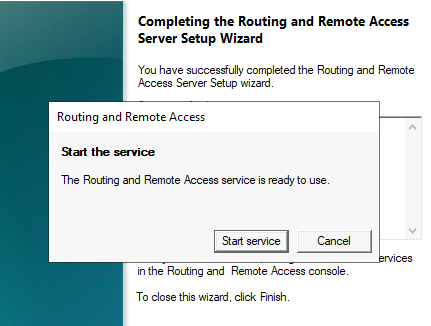 Completing the Routing and Remote Access
Server Setup Wizard
You have successfully completed the Routing and Remote
Access Server Setup wizard.
Routing and Remote Access
Start the service
The Routing and Remote Access service is ready to use.
Start service
Cancel
services
in the Routing and Remote Access console.
To close this wizard, click Finish.